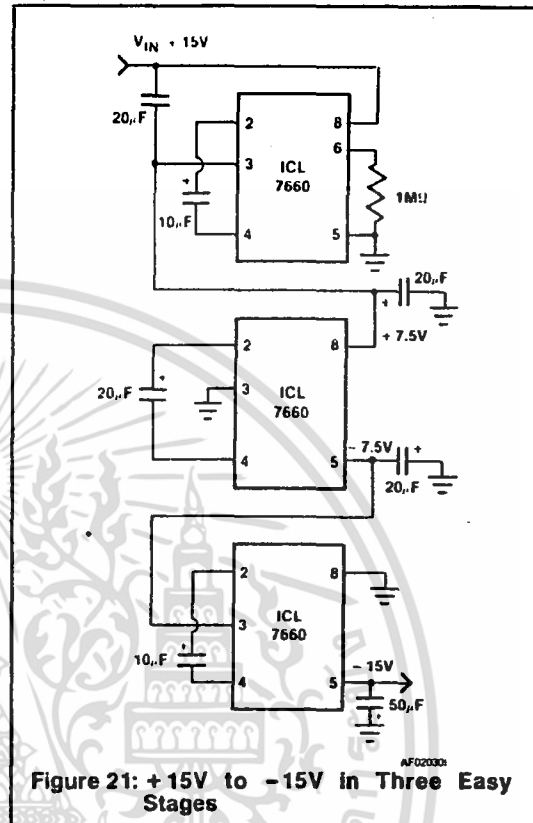 VIN + 15V
20µF
2
8
6
3
ICL
7660
1MΩ
10µF
4
5
20µF
+
+ 7.5V
2
8
20µF
3
ICL
7660
4
- 7.5V
5
+
20µF
2
8
3
ICL
7660
10µF
4
5
- 15V
50µF
+
AF02030I
Figure 21: + 15V to - 15V in Three Easy
Stages